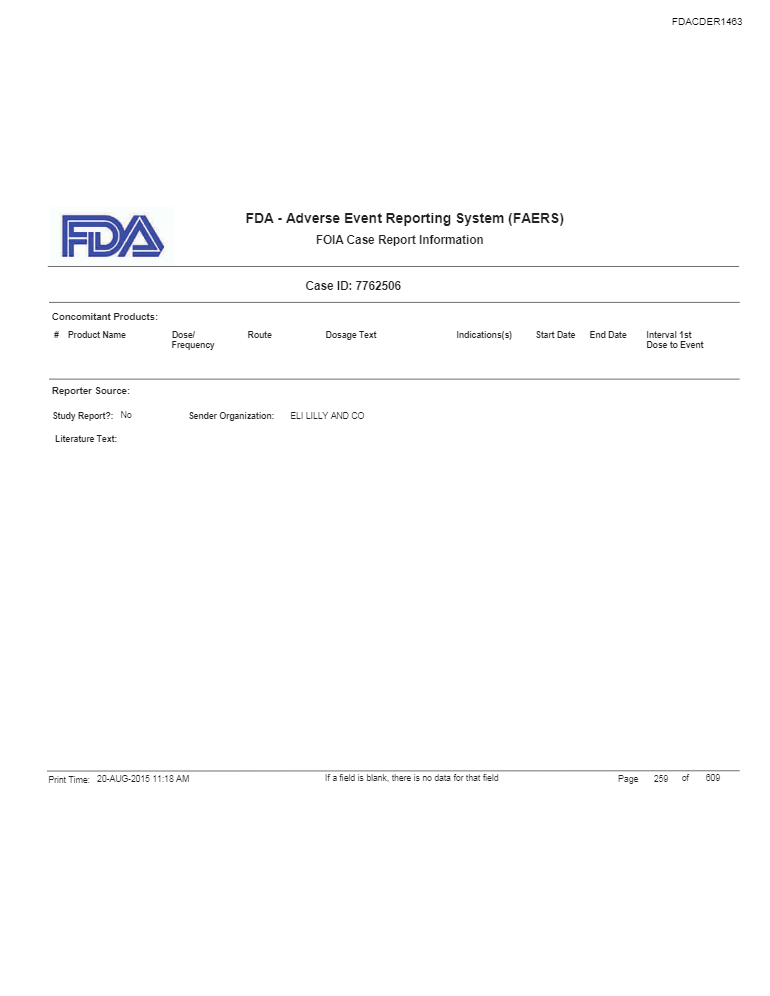 FDACDER1463
FDA
FDA - Adverse Event Reporting System (FAERS)
FOIA Case Report Information
Case ID: 7762506
Concomitant Products:
# Product Name Dose/ Frequency Route Dosage Text Indications(s) Start Date End Date Interval 1st Dose to Event
Reporter Source:
Study Report?: No Sender Organization: ELI LILLY AND CO
Literature Text:
Print Time: 20-AUG-2015 11:18 AM If a field is blank, there is no data for that field Page 259 of 609